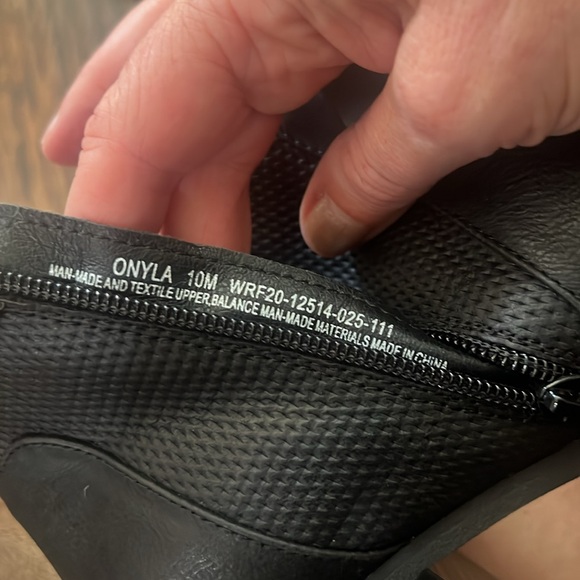 ONYLA 10M WRF20-12514-025-111
MAN-MADE AND TEXTILE UPPER.BALANCE MAN-MADE MATERIALS MADE IN CHINA